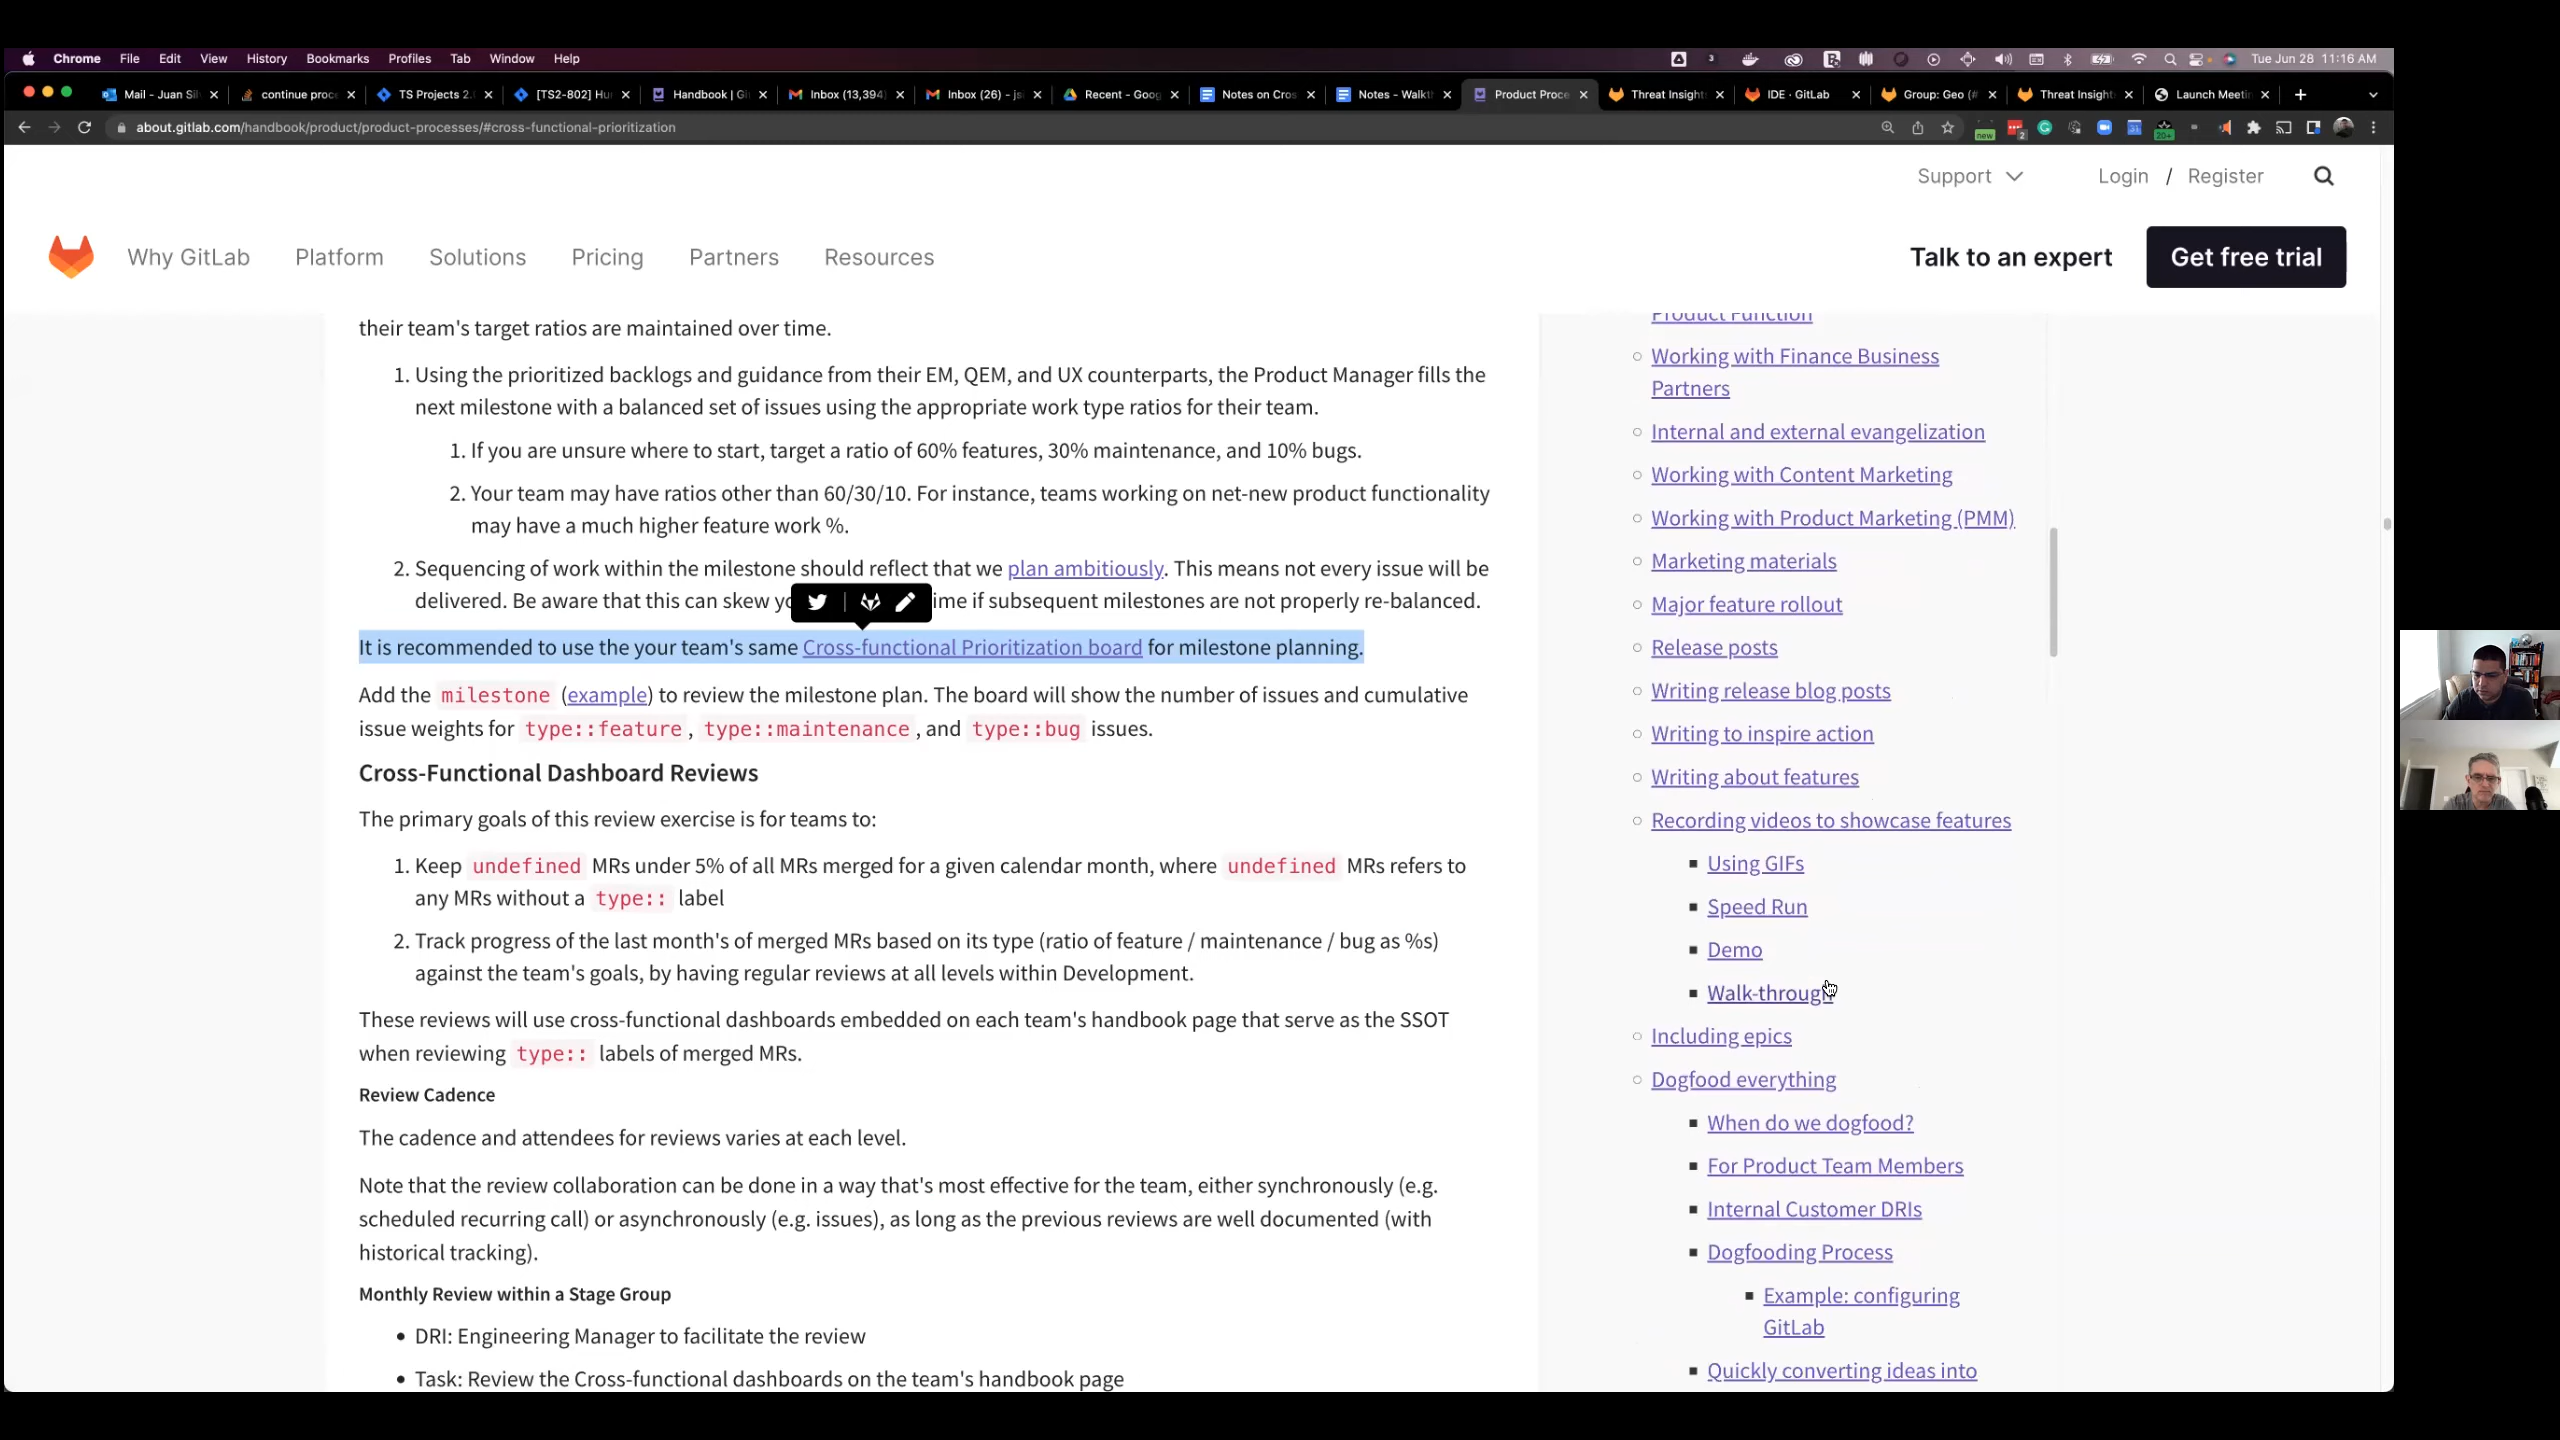 Chrome File Edit View History Bookmarks Profiles Tab Window Help 3 Tue Jun 28 11:16 AM
Mail - Juan Sil continue proc TS Projects 2. [TS2-802] Hu Handbook | Gi Inbox (13,394) Inbox (26) - js Recent - Goog Notes on Cros Notes - Walkt Product Proce Threat Insight IDE · GitLab Group: Geo (# Threat Insight Launch Meetin
about.gitlab.com/handbook/product/product-processes/#cross-functional-prioritization
new 2 20+
Support Login / Register
Why GitLab Platform Solutions Pricing Partners Resources Talk to an expert Get free trial
their team's target ratios are maintained over time.
1. Using the prioritized backlogs and guidance from their EM, QEM, and UX counterparts, the Product Manager fills the
next milestone with a balanced set of issues using the appropriate work type ratios for their team.
1. If you are unsure where to start, target a ratio of 60% features, 30% maintenance, and 10% bugs.
2. Your team may have ratios other than 60/30/10. For instance, teams working on net-new product functionality
may have a much higher feature work %.
2. Sequencing of work within the milestone should reflect that we plan ambitiously. This means not every issue will be
delivered. Be aware that this can skew yo ime if subsequent milestones are not properly re-balanced.
It is recommended to use the your team's same Cross-functional Prioritization board for milestone planning.
Add the milestone (example) to review the milestone plan. The board will show the number of issues and cumulative
issue weights for type::feature, type::maintenance, and type::bug issues.
Cross-Functional Dashboard Reviews
The primary goals of this review exercise is for teams to:
1. Keep undefined MRs under 5% of all MRs merged for a given calendar month, where undefined MRs refers to
any MRs without a type:: label
2. Track progress of the last month's of merged MRs based on its type (ratio of feature / maintenance / bug as %s)
against the team's goals, by having regular reviews at all levels within Development.
These reviews will use cross-functional dashboards embedded on each team's handbook page that serve as the SSOT
when reviewing type:: labels of merged MRs.
Review Cadence
The cadence and attendees for reviews varies at each level.
Note that the review collaboration can be done in a way that's most effective for the team, either synchronously (e.g.
scheduled recurring call) or asynchronously (e.g. issues), as long as the previous reviews are well documented (with
historical tracking).
Monthly Review within a Stage Group
• DRI: Engineering Manager to facilitate the review
• Task: Review the Cross-functional dashboards on the team's handbook page
Product Function
Working with Finance Business
Partners
Internal and external evangelization
Working with Content Marketing
Working with Product Marketing (PMM)
Marketing materials
Major feature rollout
Release posts
Writing release blog posts
Writing to inspire action
Writing about features
Recording videos to showcase features
Using GIFs
Speed Run
Demo
Walk-through
Including epics
Dogfood everything
When do we dogfood?
For Product Team Members
Internal Customer DRIs
Dogfooding Process
Example: configuring
GitLab
Quickly converting ideas into